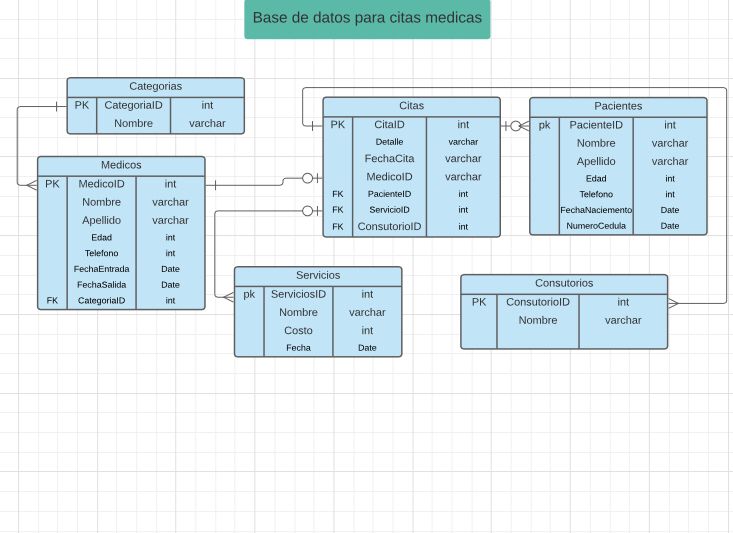 Base de datos para citas medicas
Categorias
PK CategoriaID int
Nombre varchar
Citas
PK CitaID int
Detalle varchar
FechaCita varchar
MedicoID varchar
FK PacienteID int
FK ServicioID int
FK ConsutorioID int
Pacientes
pk PacienteID int
Nombre varchar
Apellido varchar
Edad int
Telefono int
FechaNaciemento Date
NumeroCedula Date
Medicos
PK MedicoID int
Nombre varchar
Apellido varchar
Edad int
Telefono int
FechaEntrada Date
FechaSalida Date
FK CategoriaID int
Servicios
pk ServiciosID int
Nombre varchar
Costo int
Fecha Date
Consutorios
PK ConsutorioID int
Nombre varchar